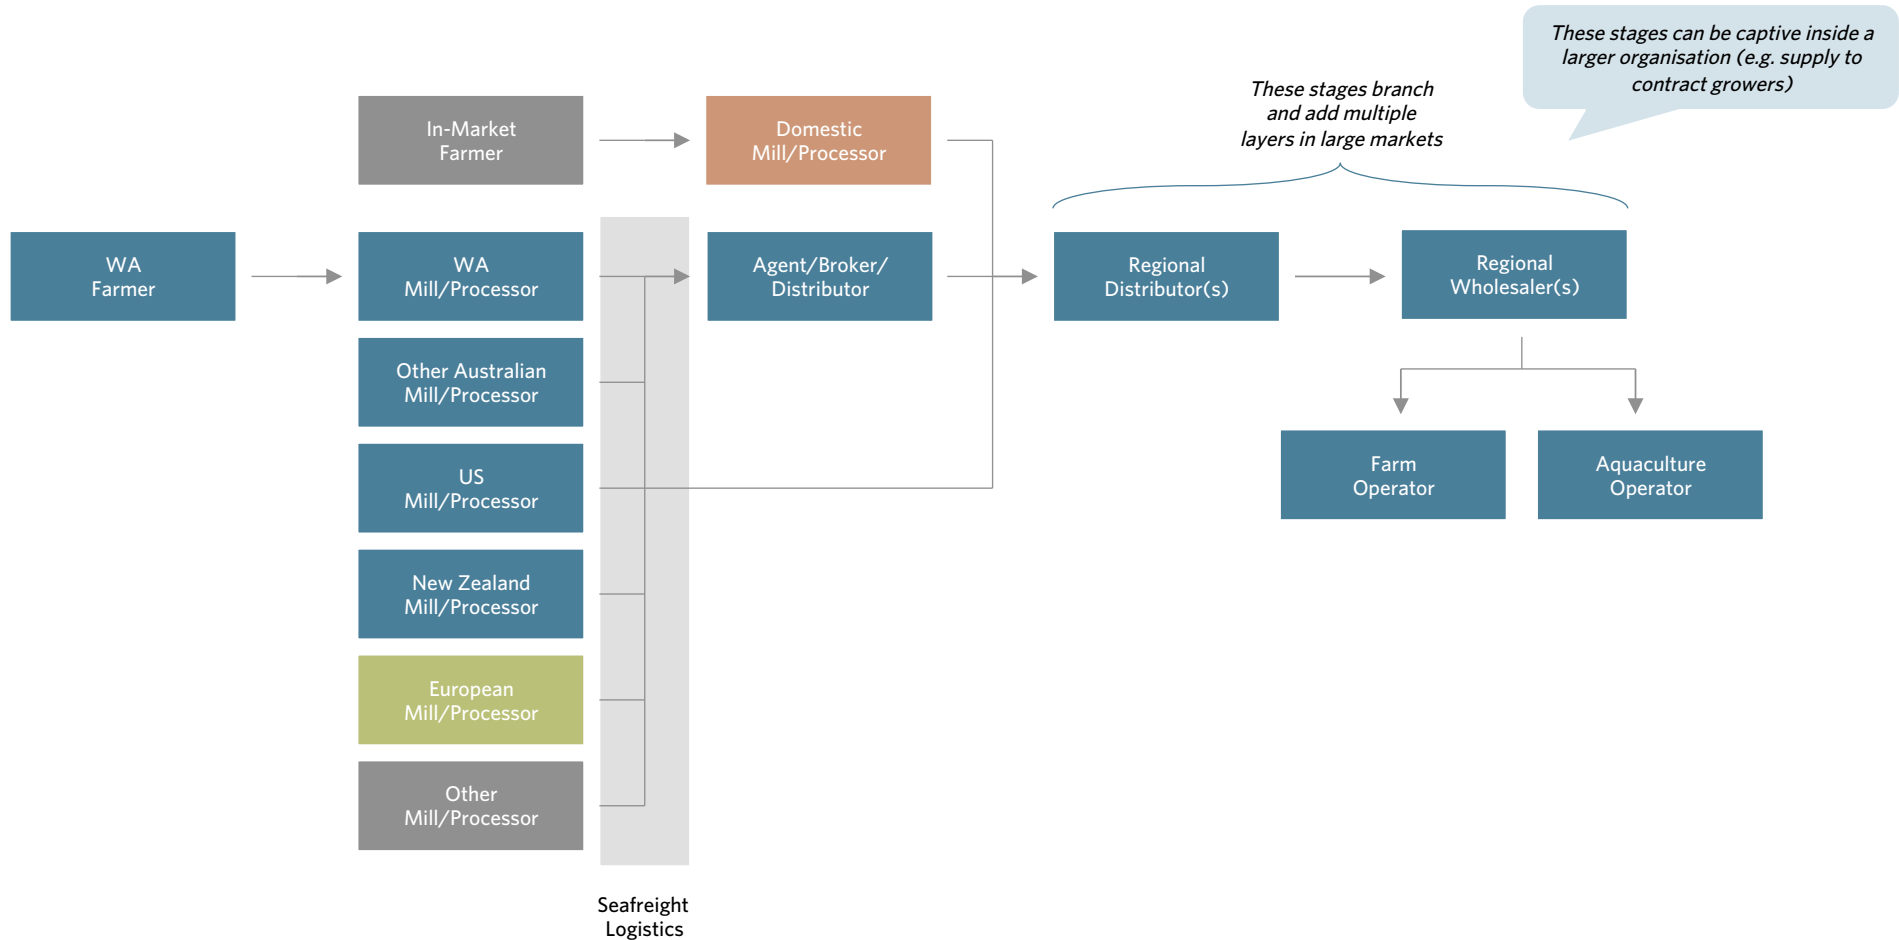 These stages can be captive inside a
larger organisation (e.g. supply to
contract growers)
These stages branch
and add multiple
layers in large markets
In-Market
Farmer
Domestic
Mill/Processor
WA
Farmer
WA
Mill/Processor
Agent/Broker/
Distributor
Regional
Distributor(s)
Regional
Wholesaler(s)
Other Australian
Mill/Processor
US
Mill/Processor
Farm
Operator
Aquaculture
Operator
New Zealand
Mill/Processor
European
Mill/Processor
Other
Mill/Processor
Seafreight
Logistics